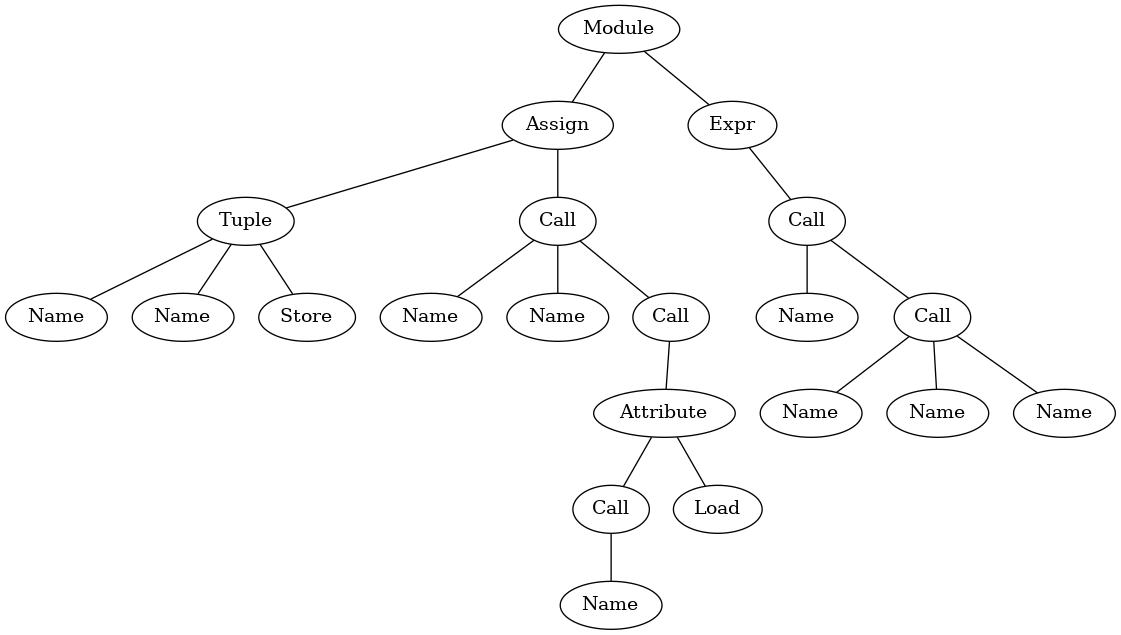 Module
Assign Expr
Tuple Call Call
Name Name Store Name Name Call Name Call
Attribute Name Name Name
Call Load
Name